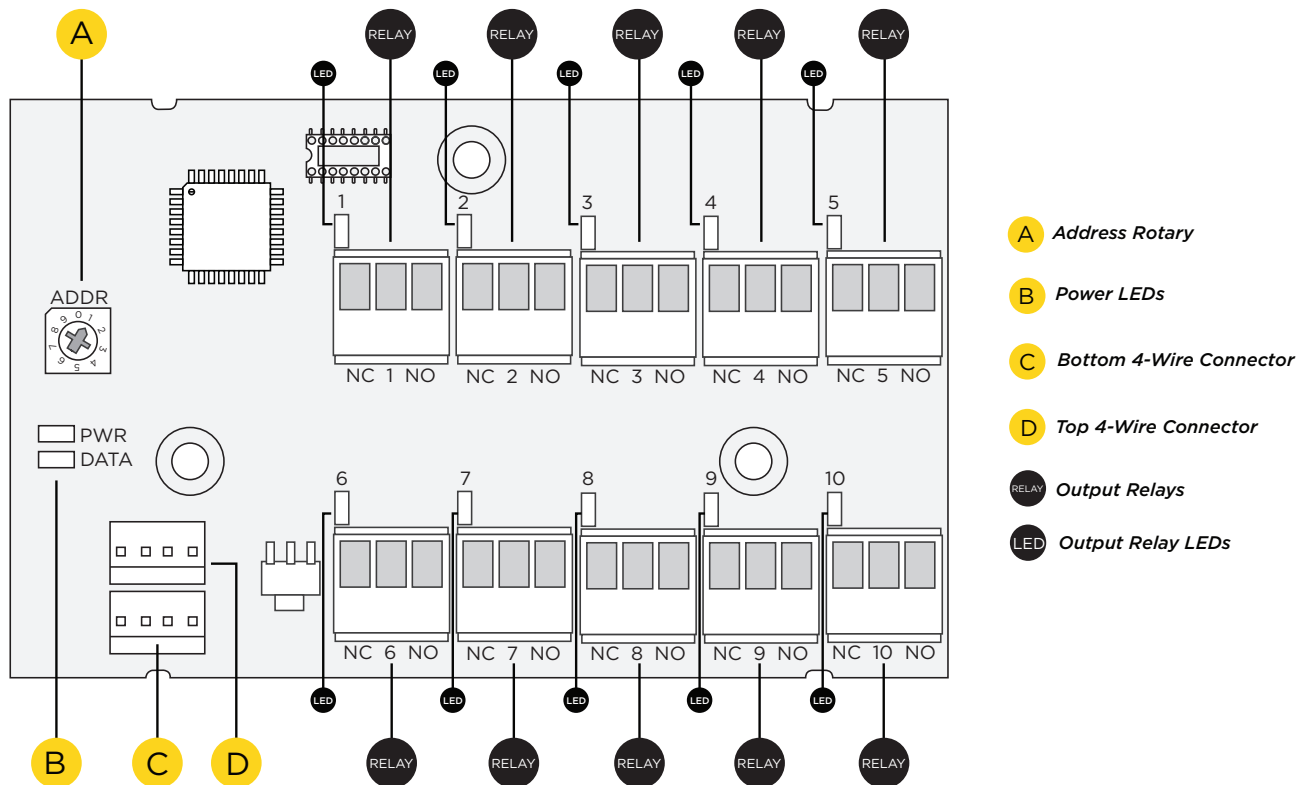 A
RELAY RELAY RELAY RELAY RELAY
LED LED LED LED LED
1 2 3 4 5
ADDR
0 1 2 3 4 5 6 7 8 9
NC 1 NO NC 2 NO NC 3 NO NC 4 NO NC 5 NO
PWR
DATA
6 7 8 9 10
NC 6 NO NC 7 NO NC 8 NO NC 9 NO NC 10 NO
LED LED LED LED LED
B C D RELAY RELAY RELAY RELAY RELAY
A Address Rotary
B Power LEDs
C Bottom 4-Wire Connector
D Top 4-Wire Connector
RELAY Output Relays
LED Output Relay LEDs